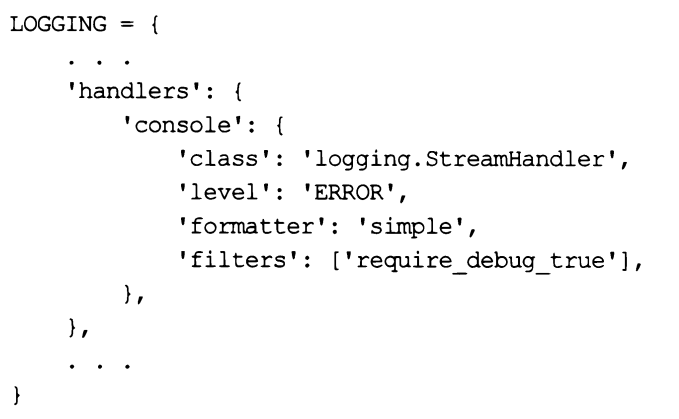 LOGGING = {
    . . .
    'handlers': {
        'console': {
            'class': 'logging.StreamHandler',
            'level': 'ERROR',
            'formatter': 'simple',
            'filters': ['require_debug_true'],
        },
    },
    . . .
}